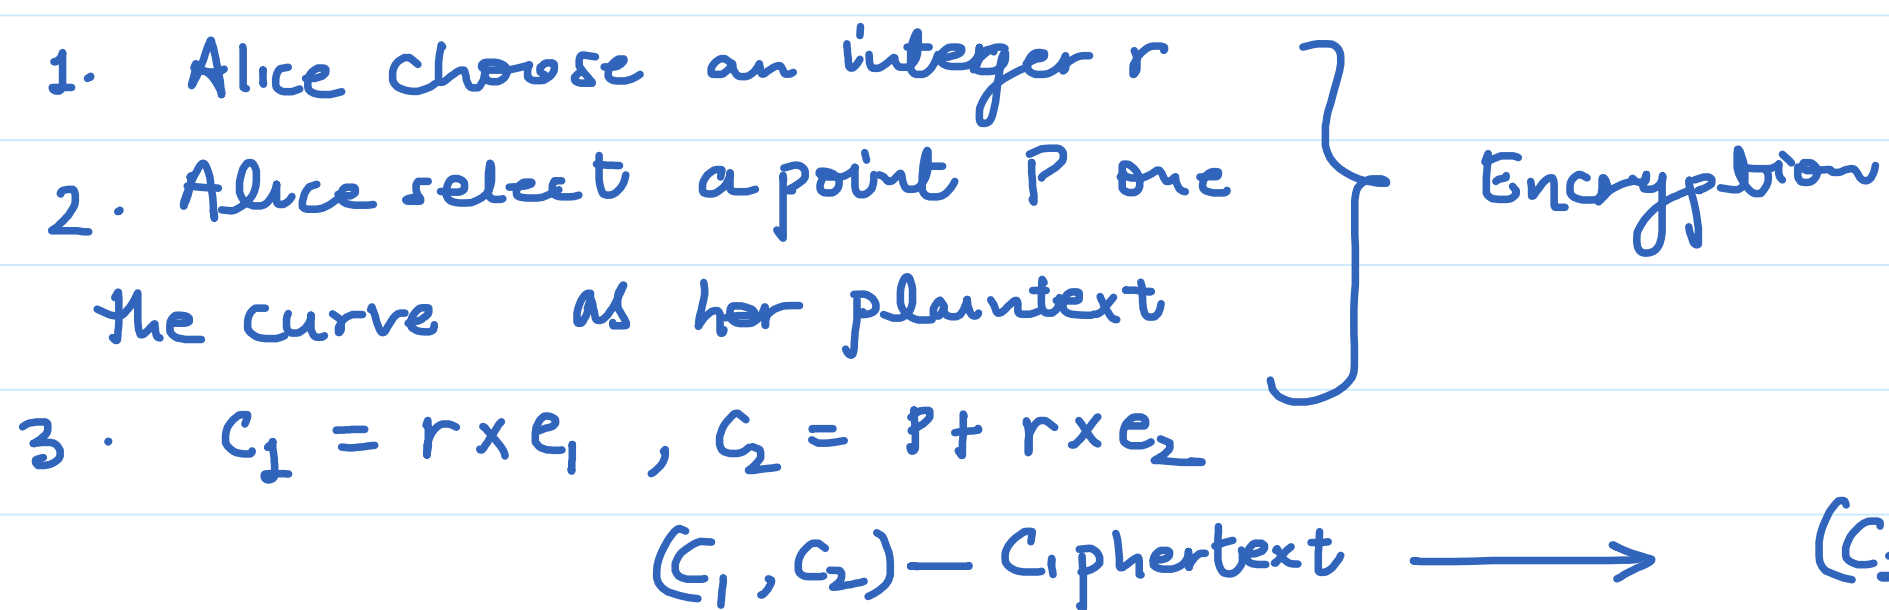 1. Alice choose an integer r
2. Alice select a point P one Encryption
the curve as her plaintext
3. C₁ = r x e₁ , C₂ = P + r x e₂
(C₁ , C₂) — Ciphertext ⟶ (C